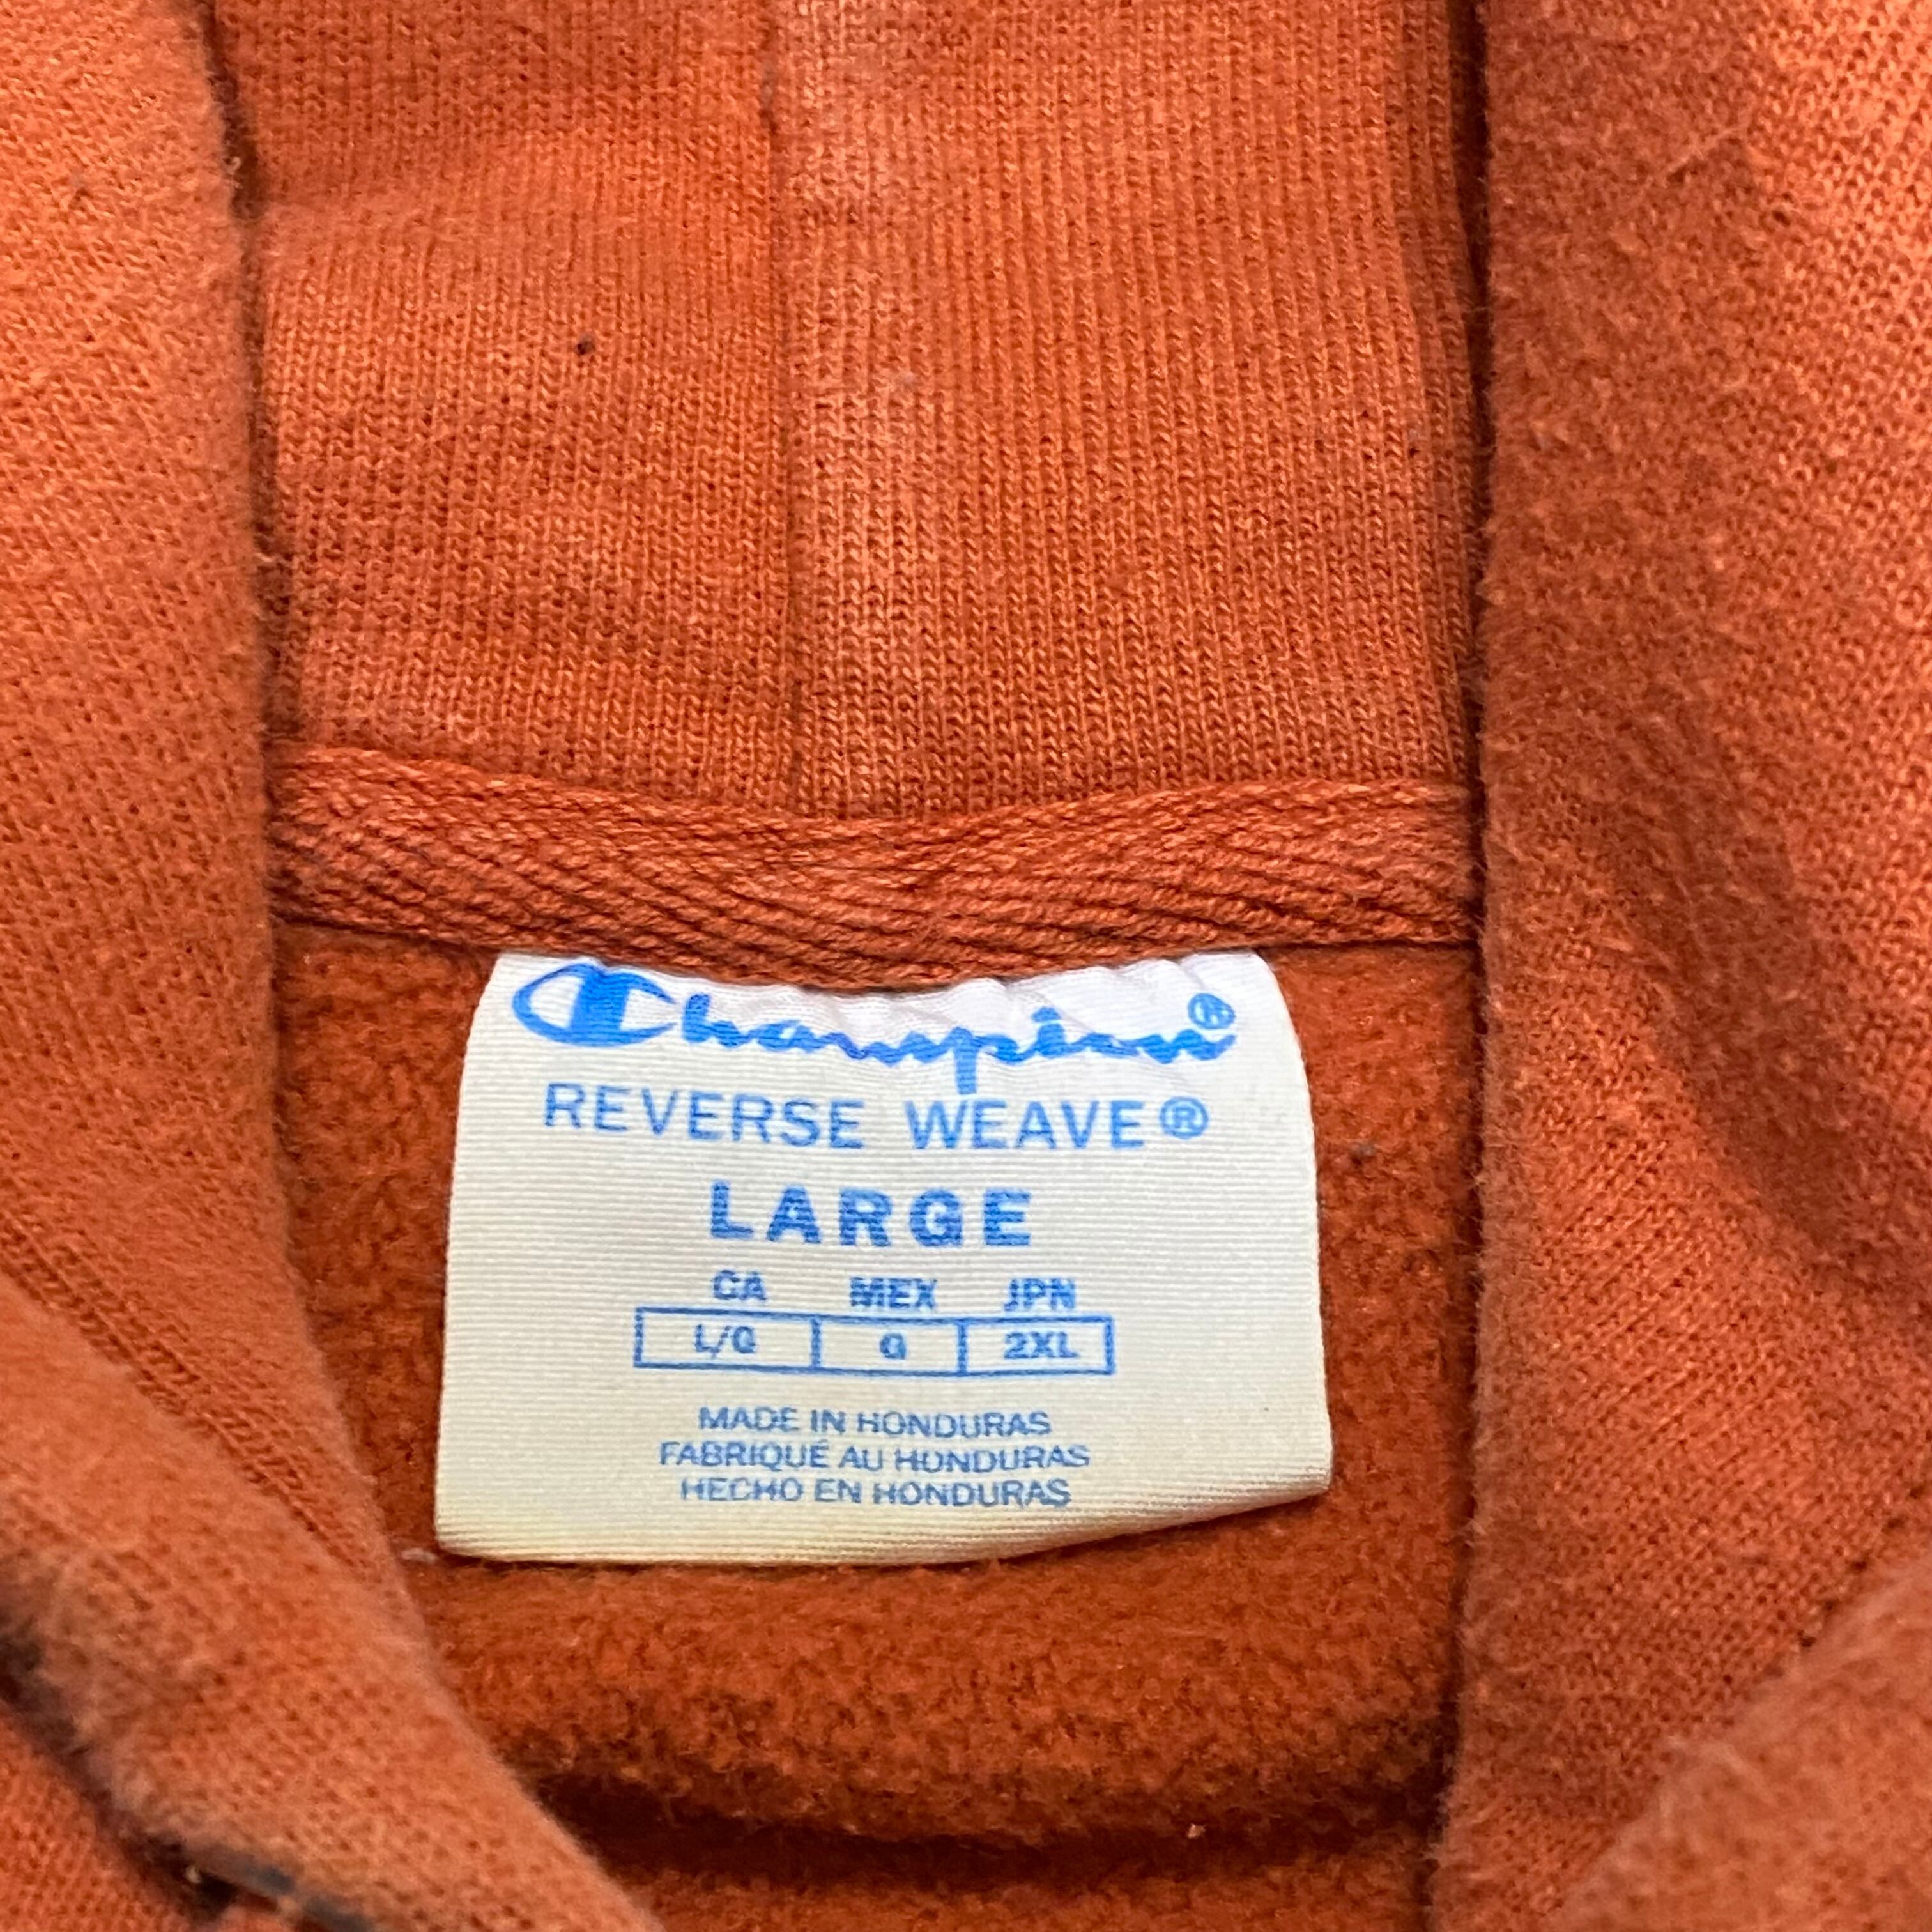 Champion®
REVERSE WEAVE®
LARGE
CA MEX JPN
L/G G 2XL
MADE IN HONDURAS
FABRIQUÉ AU HONDURAS
HECHO EN HONDURAS